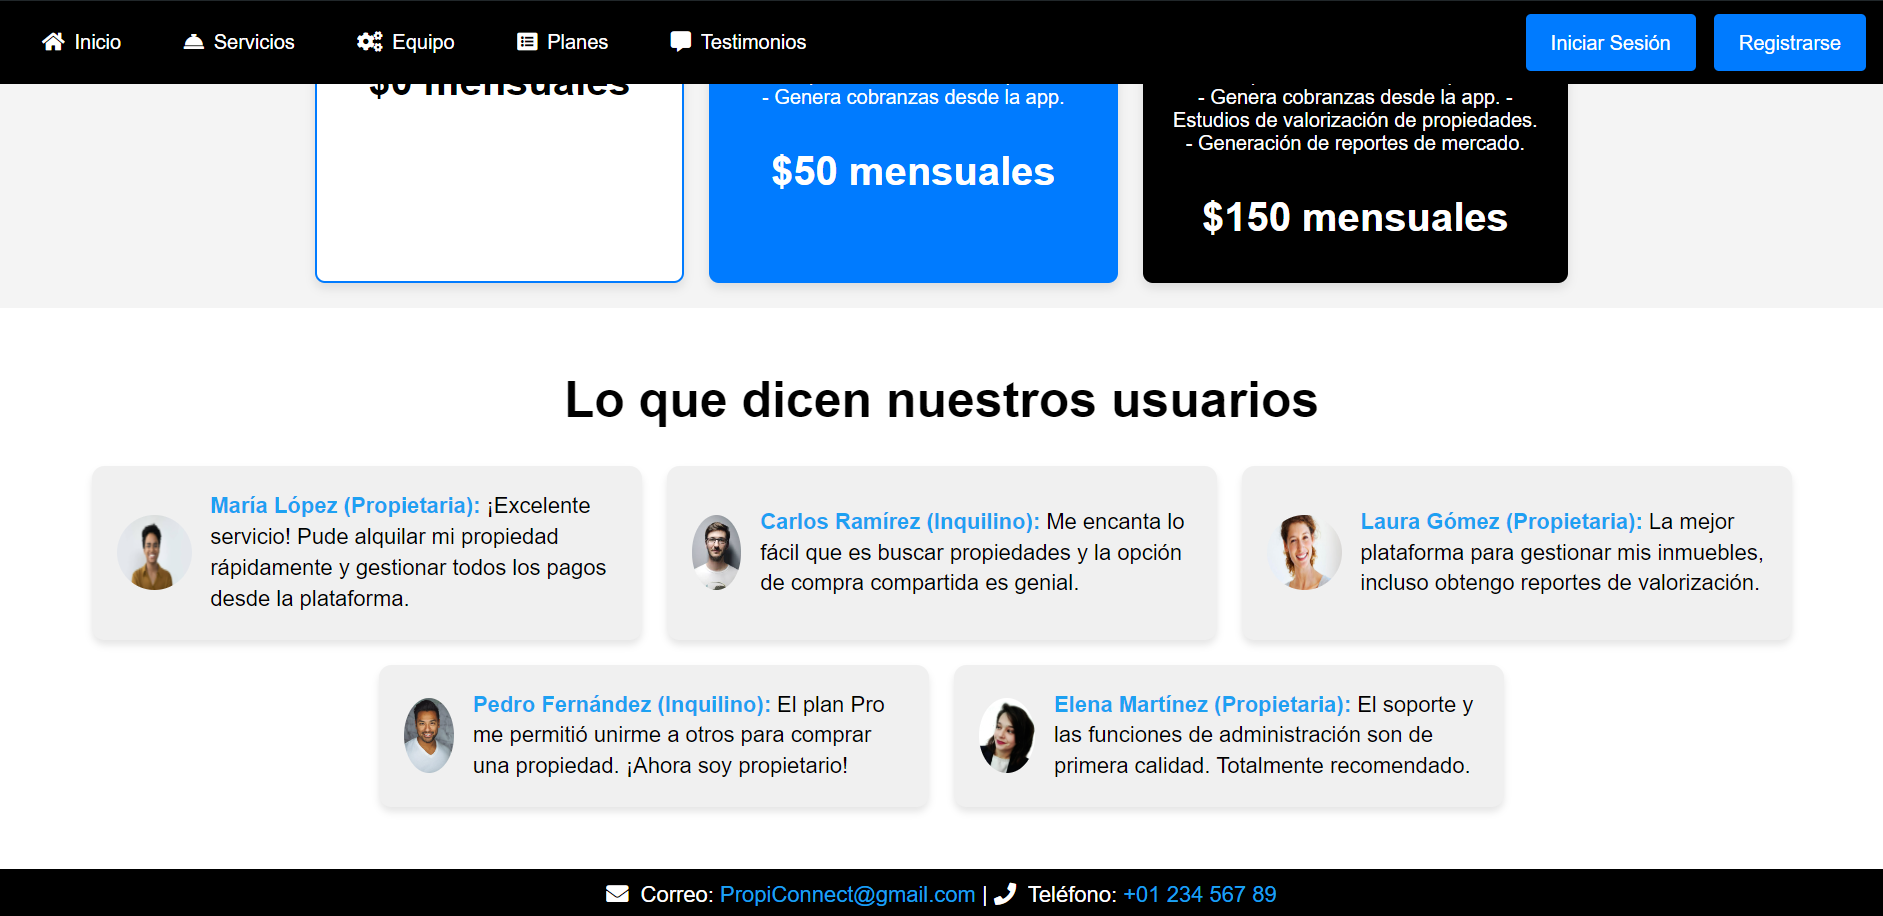 Inicio Servicios Equipo Planes Testimonios Iniciar Sesión Registrarse
$0 mensuales
- Genera cobranzas desde la app.
$50 mensuales
- Genera cobranzas desde la app. -
Estudios de valorización de propiedades.
- Generación de reportes de mercado.
$150 mensuales
Lo que dicen nuestros usuarios
María López (Propietaria): ¡Excelente
servicio! Pude alquilar mi propiedad
rápidamente y gestionar todos los pagos
desde la plataforma.
Carlos Ramírez (Inquilino): Me encanta lo
fácil que es buscar propiedades y la opción
de compra compartida es genial.
Laura Gómez (Propietaria): La mejor
plataforma para gestionar mis inmuebles,
incluso obtengo reportes de valorización.
Pedro Fernández (Inquilino): El plan Pro
me permitió unirme a otros para comprar
una propiedad. ¡Ahora soy propietario!
Elena Martínez (Propietaria): El soporte y
las funciones de administración son de
primera calidad. Totalmente recomendado.
Correo: PropiConnect@gmail.com | Teléfono: +01 234 567 89